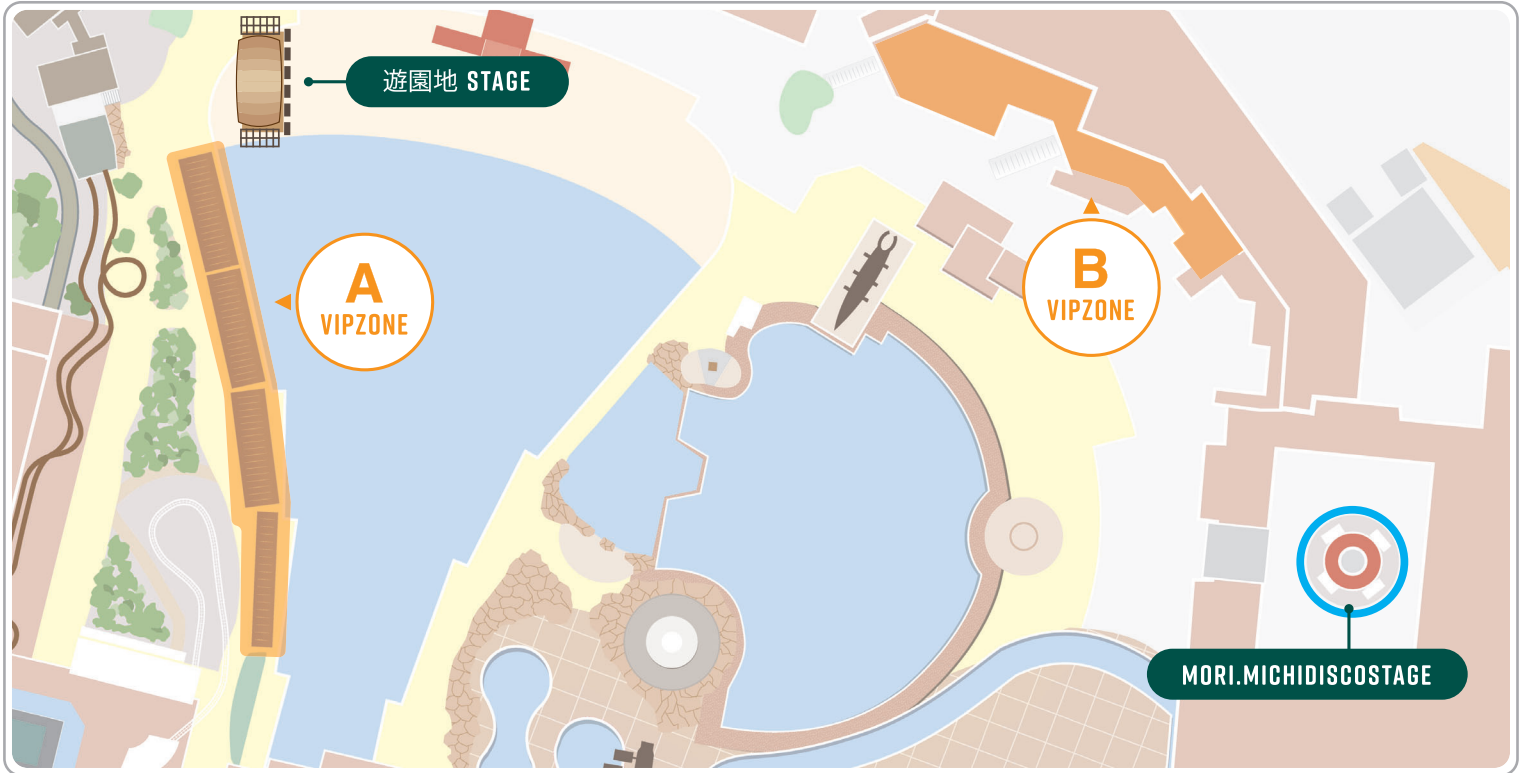 遊園地 STAGE
A
VIPZONE
B
VIPZONE
MORI.MICHIDISCOSTAGE